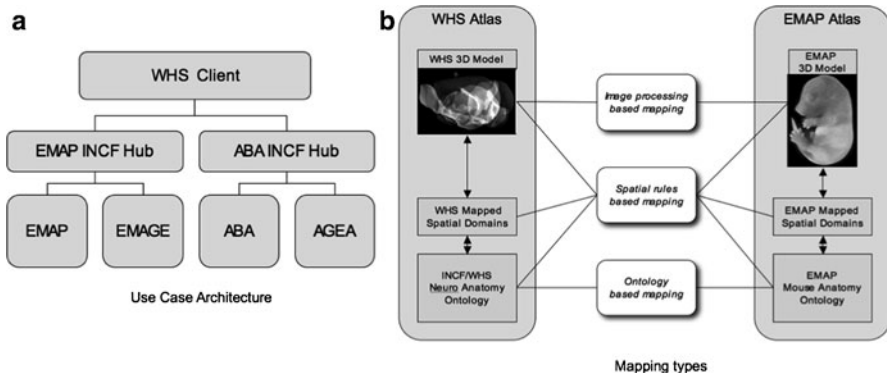 a
WHS Client
EMAP INCF Hub
ABA INCF Hub
EMAP
EMAGE
ABA
AGEA
Use Case Architecture
b
WHS Atlas
WHS 3D Model
WHS Mapped
Spatial Domains
INCF/WHS
Neuro Anatomy
Ontology
Image processing
based mapping
Spatial rules
based mapping
Ontology
based mapping
EMAP Atlas
EMAP
3D Model
EMAP Mapped
Spatial Domains
EMAP
Mouse Anatomy
Ontology
Mapping types